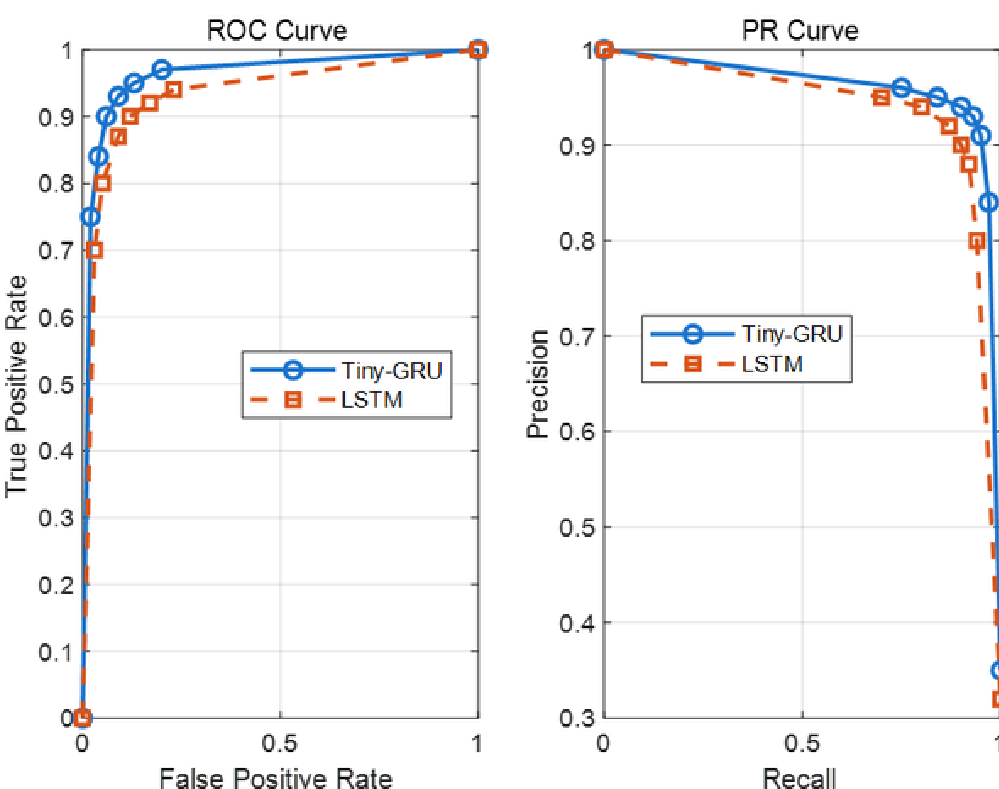 ROC Curve
1
0.9
0.8
0.7
0.6
0.5
0.4
0.3
0.2
0.1
0
0 0.5 1
True Positive Rate
False Positive Rate
Tiny-GRU
LSTM
PR Curve
1
0.9
0.8
0.7
0.6
0.5
0.4
0.3
0 0.5 1
Precision
Recall
Tiny-GRU
LSTM